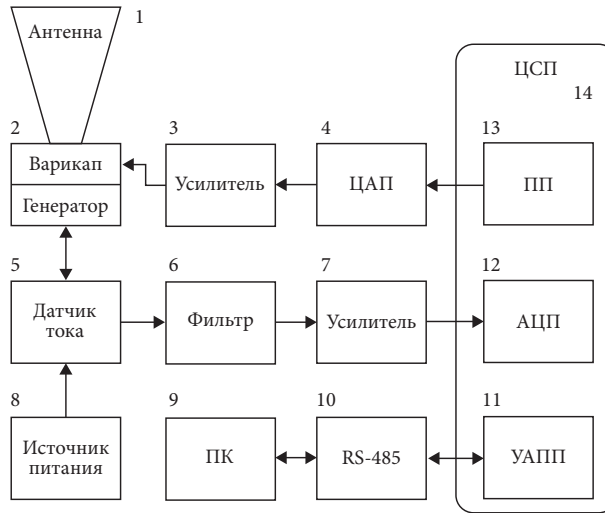 Антенна
1
ЦСП
14
2
3
4
13
Варикап
Генератор
Усилитель
ЦАП
ПП
5
6
7
12
Датчик
тока
Фильтр
Усилитель
АЦП
8
9
10
11
Источник
питания
ПК
RS-485
УАПП